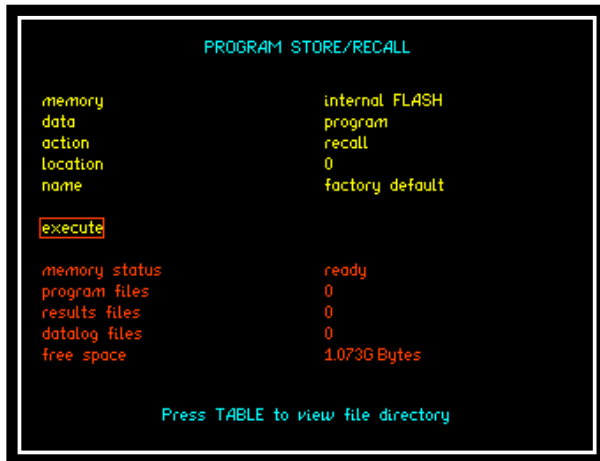 PROGRAM STORE/RECALL
memory internal FLASH
data program
action recall
location 0
name factory default
execute
memory status ready
program files 0
results files 0
datalog files 0
free space 1.073G Bytes
Press TABLE to view file directory